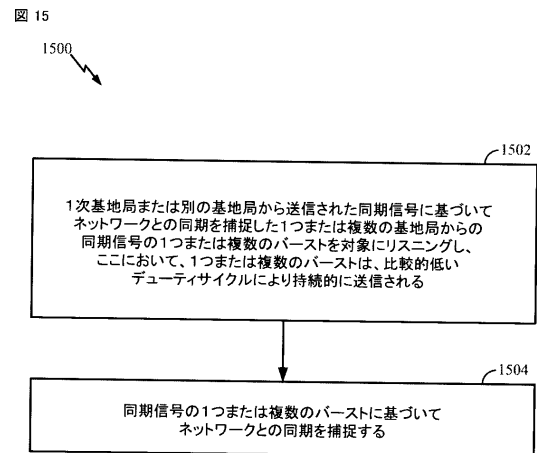 図 15
1500
1502
1次基地局または別の基地局から送信された同期信号に基づいて
ネットワークとの同期を捕捉した1つまたは複数の基地局からの
同期信号の1つまたは複数のバーストを対象にリスニングし、
ここにおいて、1つまたは複数のバーストは、比較的低い
デューティサイクルにより持続的に送信される
1504
同期信号の1つまたは複数のバーストに基づいて
ネットワークとの同期を捕捉する